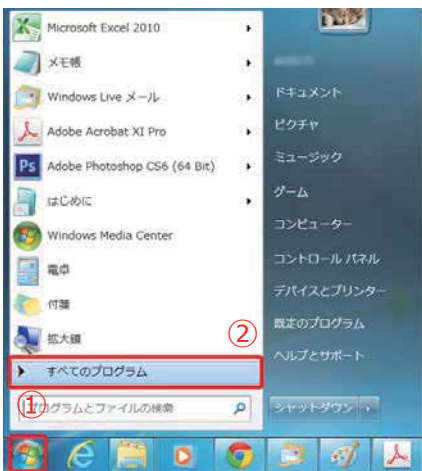 Microsoft Excel 2010
メモ帳
Windows Live メール
Adobe Acrobat XI Pro
Ps Adobe Photoshop CS6 (64 Bit)
はじめに
Windows Media Center
電卓
付箋
拡大鏡
②
すべてのプログラム
①
プログラムとファイルの検索
ドキュメント
ピクチャ
ミュージック
ゲーム
コンピューター
コントロール パネル
デバイスとプリンター
既定のプログラム
ヘルプとサポート
シャットダウン